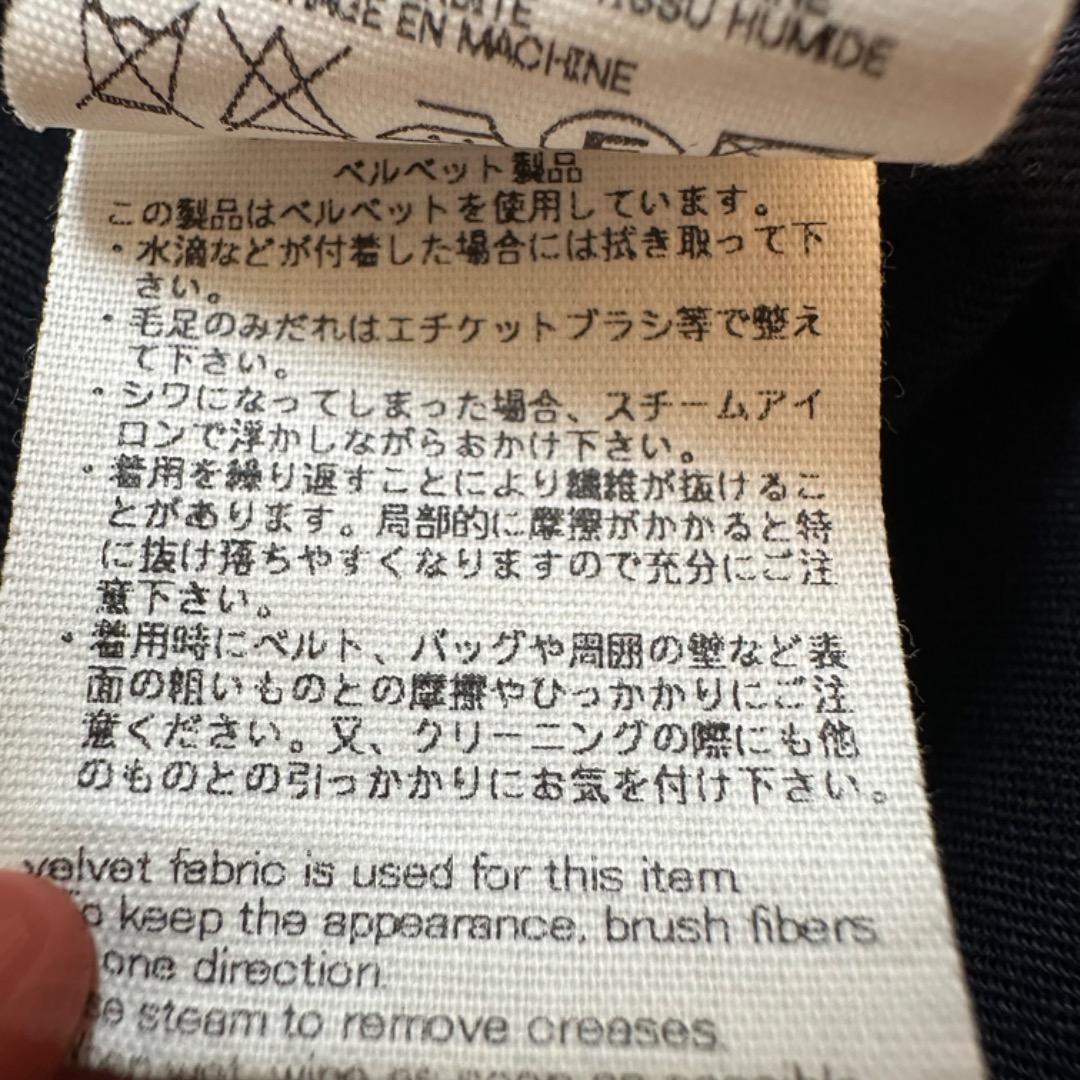 TISSU HUMIDE
EN MACHINE
ベルベット製品
この製品はベルベットを使用しています。
・水滴などが付着した場合には拭き取って下
さい。
・毛足のみだれはエチケットブラシ等で整え
て下さい。
・シワになってしまった場合、スチームアイ
ロンで浮かしながらおかけ下さい。
・着用を繰り返すことにより繊維が抜けるこ
とがあります。局部的に摩擦がかかると特
に抜け落ちやすくなりますので充分にご注
意下さい。
・着用時にベルト、バッグや周囲の壁など表
面の粗いものとの摩擦やひっかかりにご注
意ください。又、クリーニングの際にも他
のものとの引っかかりにお気を付け下さい。
velvet fabric is used for this item.
keep the appearance, brush fibers
one direction.
steam to remove creases.